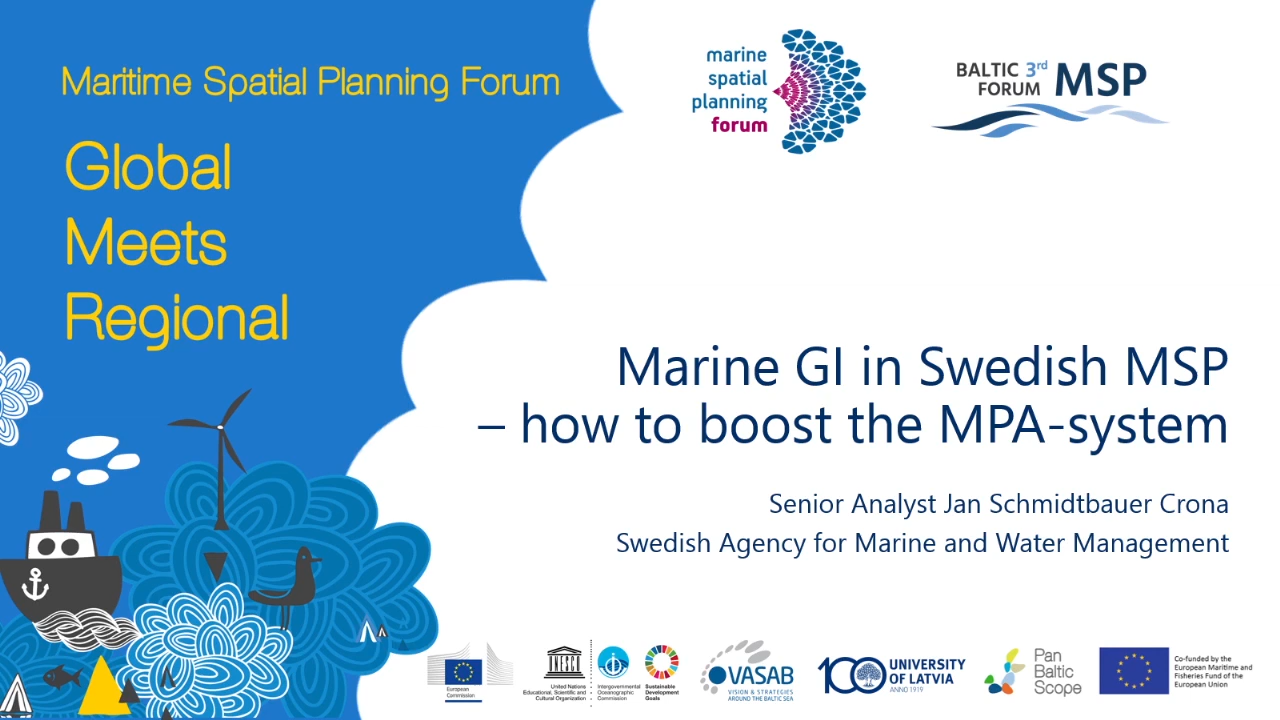 Maritime Spatial Planning Forum
Global
Meets
Regional
marine
spatial
planning
forum
BALTIC 3rd
FORUM
MSP
Marine GI in Swedish MSP
– how to boost the MPA-system
Senior Analyst Jan Schmidtbauer Crona
Swedish Agency for Marine and Water Management
European
Commission
UNESCO
United Nations
Educational, Scientific and
Cultural Organization
Intergovernmental
Oceanographic
Commission
Sustainable
Development
Goals
VASAB
VISION & STRATEGIES
AROUND THE BALTIC SEA
100
UNIVERSITY
OF LATVIA
ANNO 1919
Pan
Baltic
Scope
Co-funded by the
European Maritime and
Fisheries Fund of the
European Union